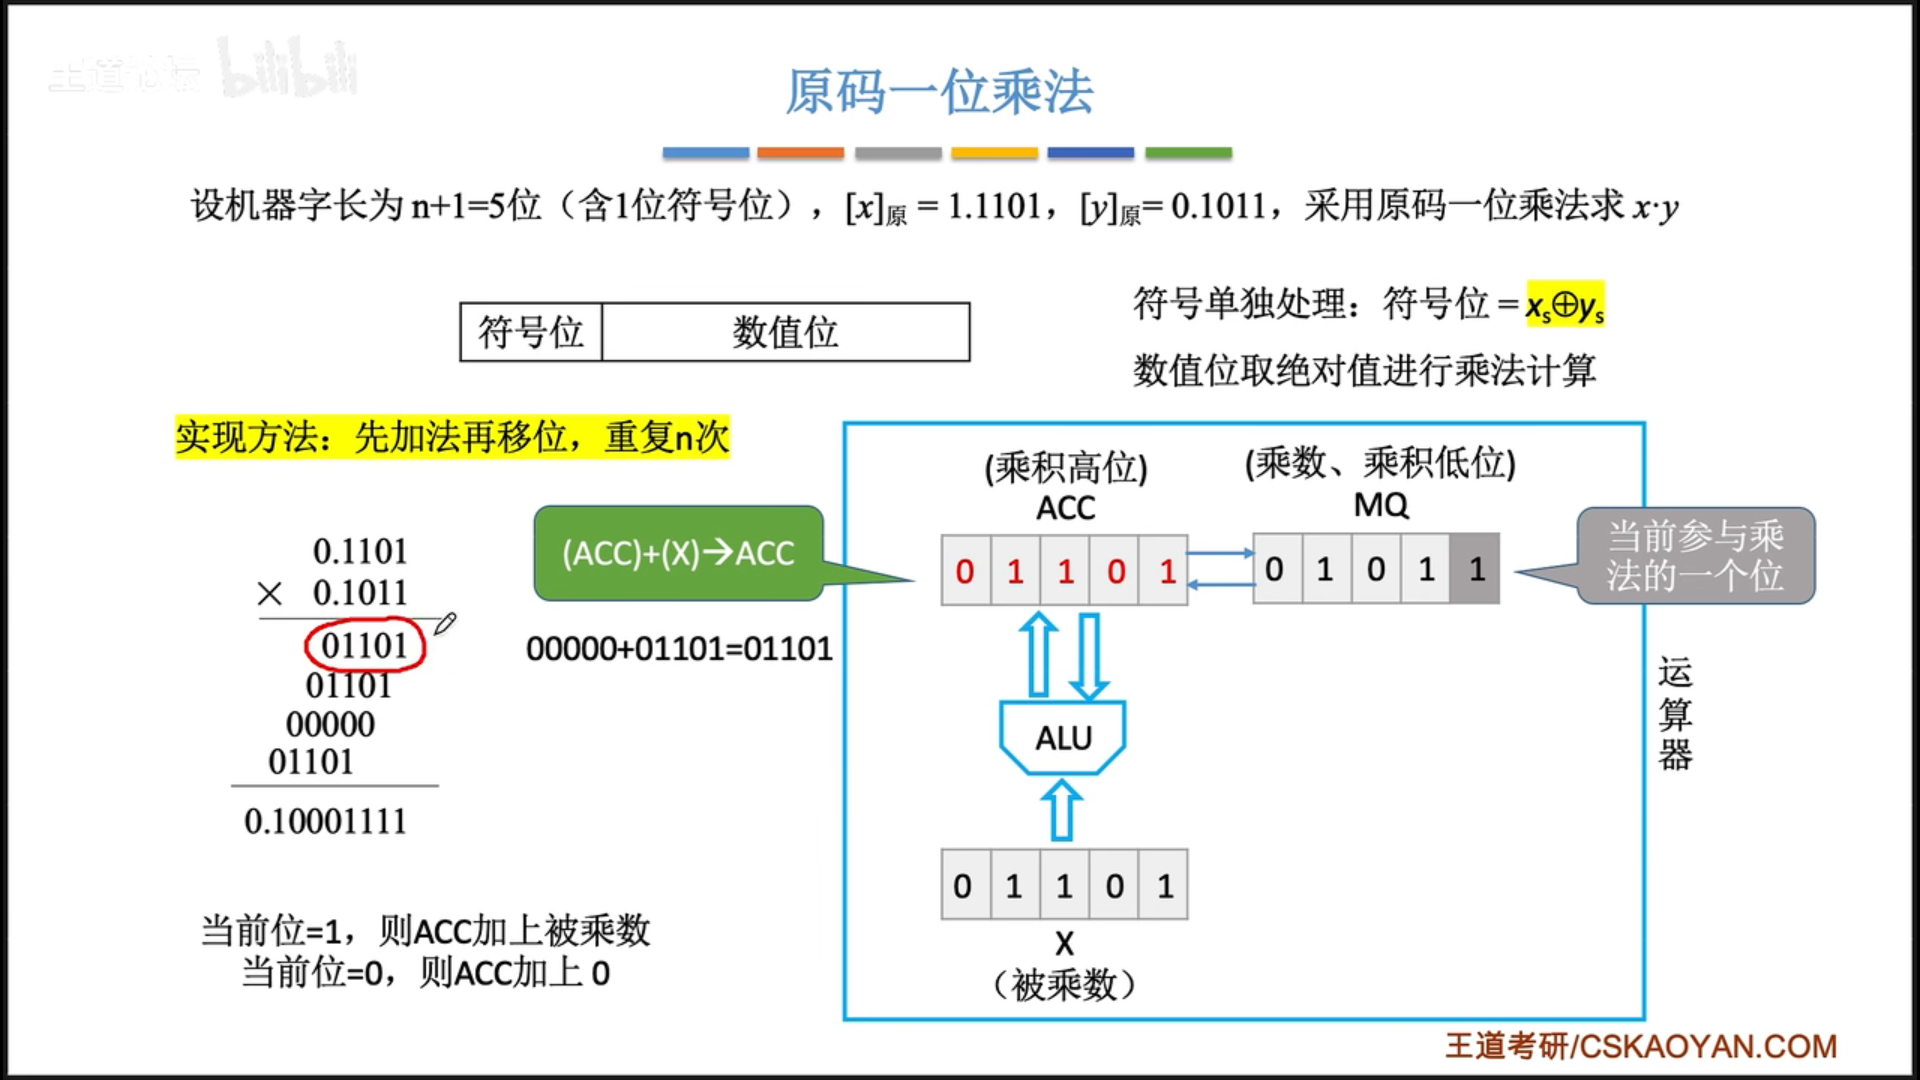 王道论坛 bilibili
原码一位乘法
设机器字长为 n+1=5位（含1位符号位），[x]原 = 1.1101，[y]原= 0.1011，采用原码一位乘法求 x·y
符号位 数值位
符号单独处理：符号位 = xs⊕ys
数值位取绝对值进行乘法计算
实现方法：先加法再移位，重复n次
0.1101
× 0.1011
01101
01101
00000
01101
0.10001111
(ACC)+(X)→ACC
00000+01101=01101
(乘积高位)
ACC
0 1 1 0 1
(乘数、乘积低位)
MQ
0 1 0 1 1
当前参与乘
法的一个位
ALU
0 1 1 0 1
X
（被乘数）
运
算
器
当前位=1，则ACC加上被乘数
当前位=0，则ACC加上 0
王道考研/CSKAOYAN.COM